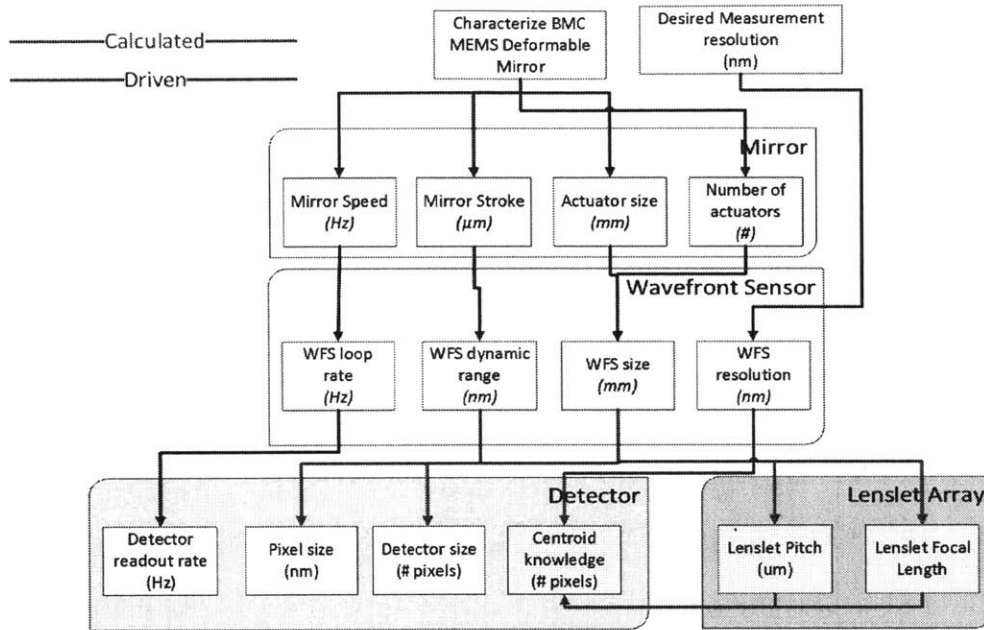 Calculated
Driven
Characterize BMC
MEMS Deformable
Mirror
Desired Measurement
resolution
(nm)
Mirror
Mirror Speed
(Hz)
Mirror Stroke
(μm)
Actuator size
(mm)
Number of
actuators
(#)
Wavefront Sensor
WFS loop
rate
(Hz)
WFS dynamic
range
(nm)
WFS size
(mm)
WFS
resolution
(nm)
Detector
Detector
readout rate
(Hz)
Pixel size
(nm)
Detector size
(# pixels)
Centroid
knowledge
(# pixels)
Lenslet Array
Lenslet Pitch
(um)
Lenslet Focal
Length